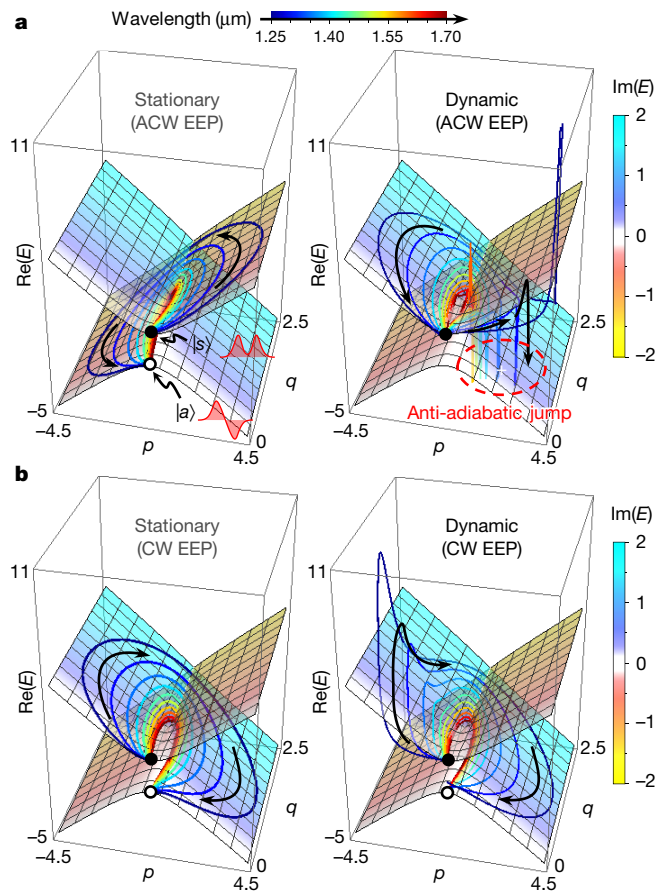 Wavelength (μm)
1.25 1.40 1.55 1.70
a
Stationary
(ACW EEP)
Dynamic
(ACW EEP)
Im(E)
11
Re(E)
−5
−4.5
p
4.5
0
q
2.5
|s⟩
|a⟩
11
Re(E)
−5
−4.5
p
4.5
0
q
2.5
Anti-adiabatic jump
2
1
0
−1
−2
b
Stationary
(CW EEP)
Dynamic
(CW EEP)
Im(E)
11
Re(E)
−5
−4.5
p
4.5
0
q
2.5
11
Re(E)
−5
−4.5
p
4.5
0
q
2.5
2
1
0
−1
−2